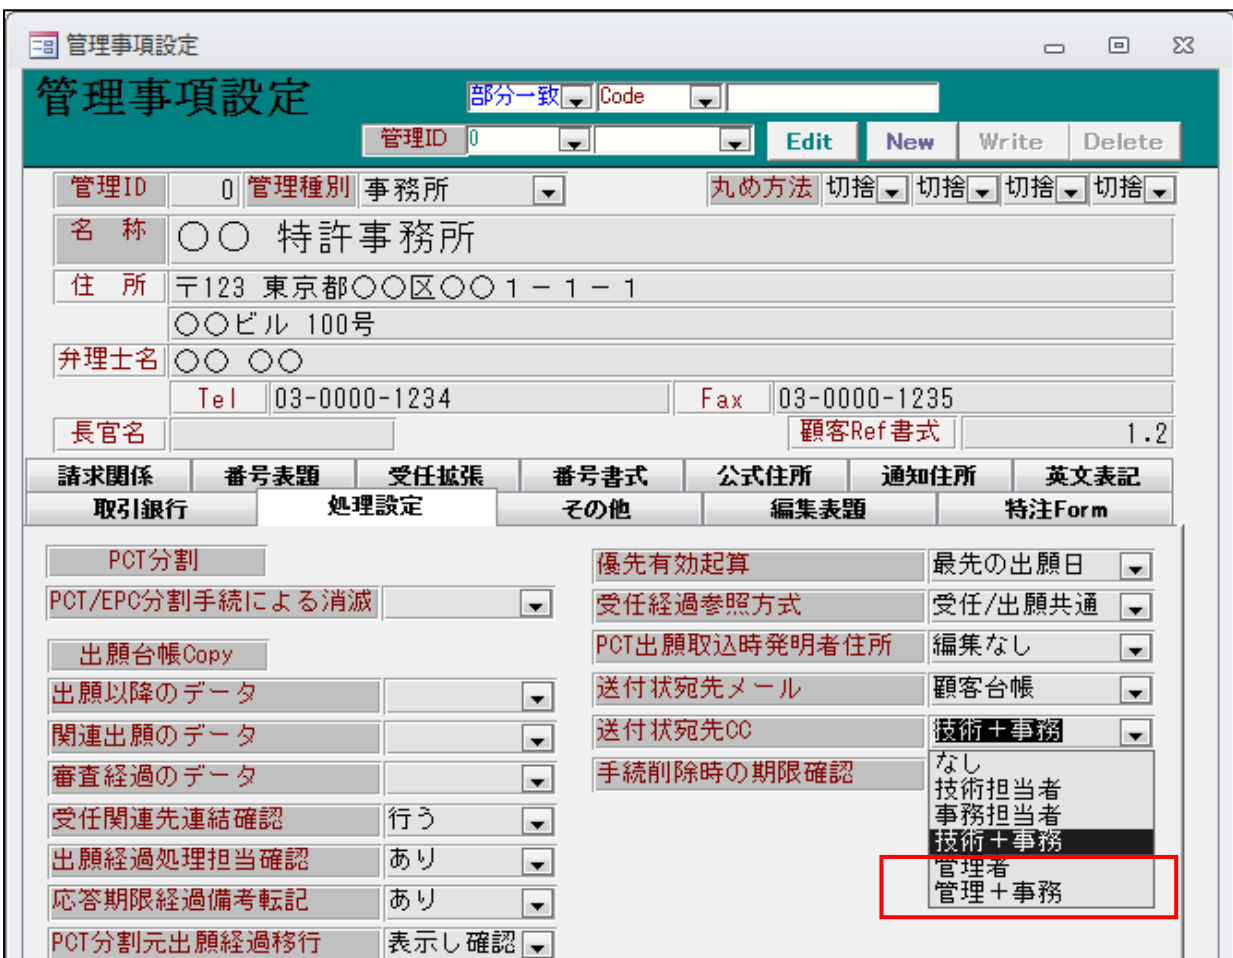 管理事項設定
管理事項設定 部分一致 Code
管理ID 0 Edit New Write Delete
管理ID 0 管理種別 事務所 丸め方法 切捨 切捨 切捨 切捨
名 称 〇〇 特許事務所
住 所 〒123 東京都〇〇区〇〇１－１－１
〇〇ビル 100号
弁理士名 〇〇 〇〇
Tel 03-0000-1234 Fax 03-0000-1235
長官名 顧客Ref書式 1.2
請求関係 番号表題 受任拡張 番号書式 公式住所 通知住所 英文表記
取引銀行 処理設定 その他 編集表題 特注Form
PCT分割 優先有効起算 最先の出願日
PCT/EPC分割手続による消滅 受任経過参照方式 受任/出願共通
出願台帳Copy PCT出願取込時発明者住所 編集なし
出願以降のデータ 送付状宛先メール 顧客台帳
関連出願のデータ 送付状宛先CC 技術＋事務
審査経過のデータ 手続削除時の期限確認 なし
技術担当者
受任関連先連結確認 行う 事務担当者
技術＋事務
出願経過処理担当確認 あり 管理者
応答期限経過備考転記 あり 管理＋事務
PCT分割元出願経過移行 表示し確認